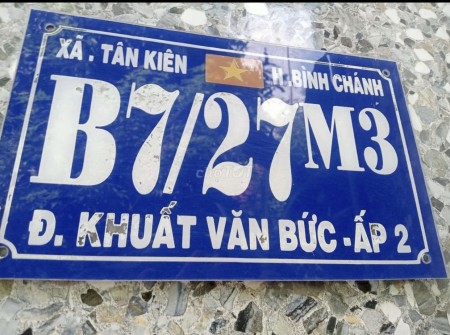 XÃ . TÂN KIÊN H . BÌNH CHÁNH
B7/27M3
Đ. KHUẤT VĂN BỨC - ẤP 2